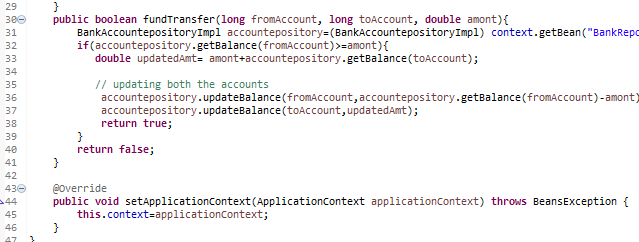 29 }
30 public boolean fundTransfer(long fromAccount, long toAccount, double amont){
31 BankAccountepositoryImpl accountepository=(BankAccountepositoryImpl) context.getBean("BankRepo
32 if(accountepository.getBalance(fromAccount)>=amont){
33 double updatedAmt= amont+accountepository.getBalance(toAccount);
34
35 // updating both the accounts
36 accountepository.updateBalance(fromAccount,accountepository.getBalance(fromAccount)-amont)
37 accountepository.updateBalance(toAccount,updatedAmt);
38 return true;
39 }
40 return false;
41 }
42
43 @Override
44 public void setApplicationContext(ApplicationContext applicationContext) throws BeansException {
45 this.context=applicationContext;
46 }
47 }